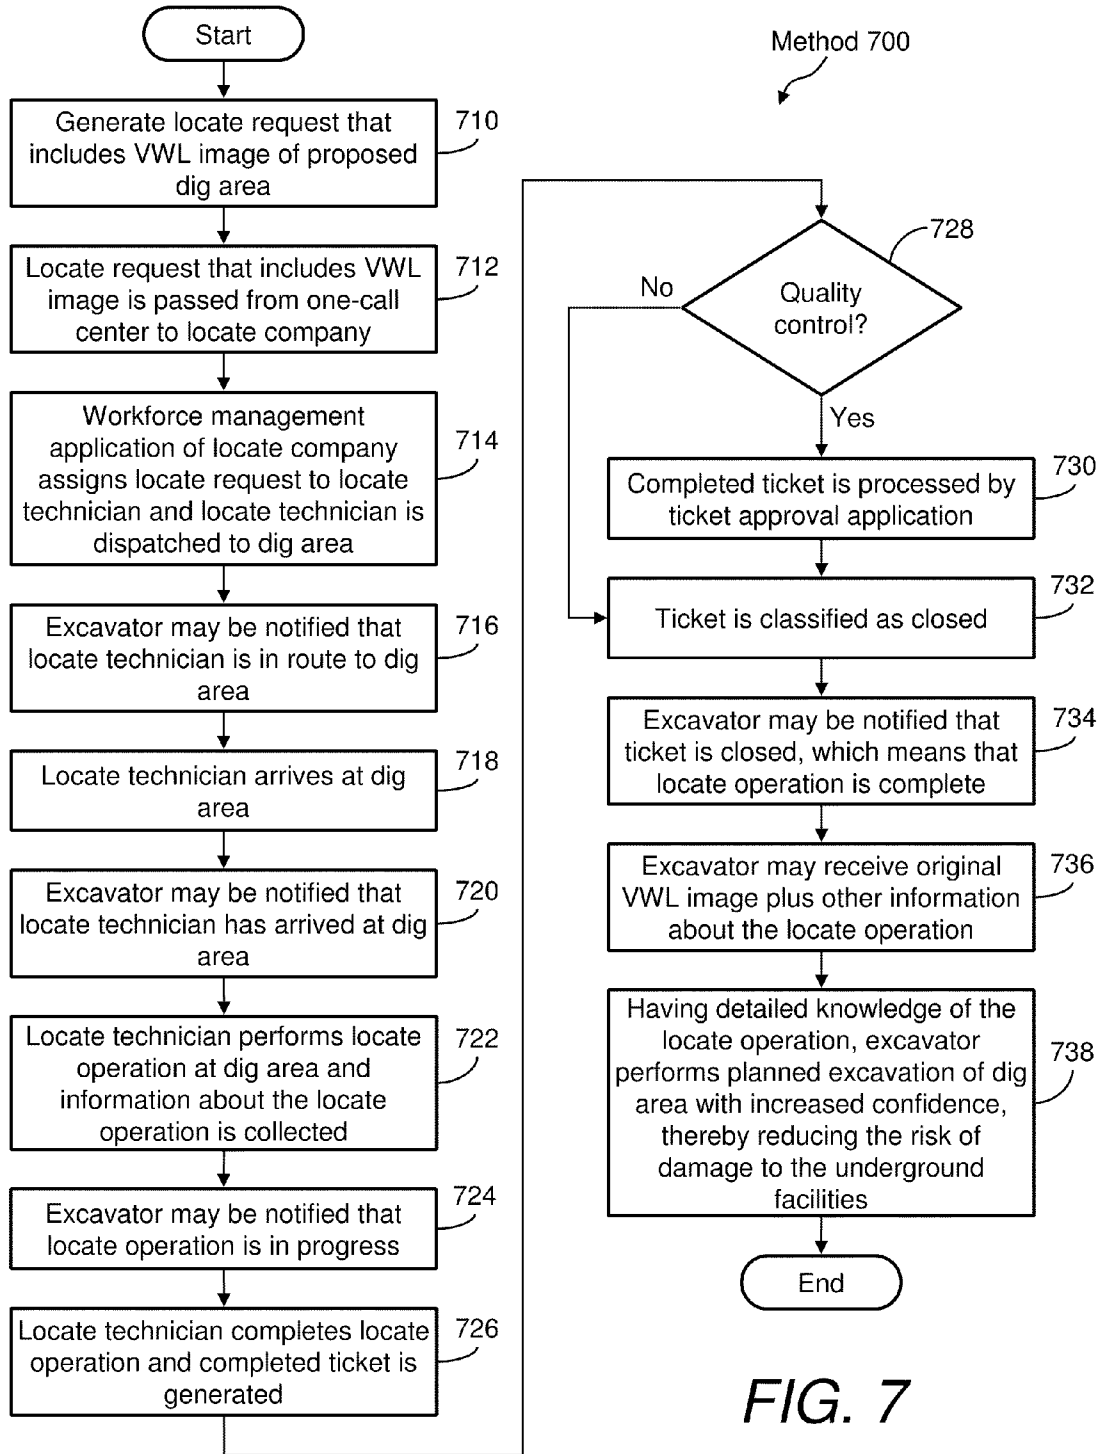 Start
Method 700
Generate locate request that
includes VWL image of proposed
dig area
710
Locate request that includes VWL
image is passed from one-call
center to locate company
712
Workforce management
application of locate company
assigns locate request to locate
technician and locate technician is
dispatched to dig area
714
Excavator may be notified that
locate technician is in route to dig
area
716
Locate technician arrives at dig
area
718
Excavator may be notified that
locate technician has arrived at dig
area
720
Locate technician performs locate
operation at dig area and
information about the locate
operation is collected
722
Excavator may be notified that
locate operation is in progress
724
Locate technician completes locate
operation and completed ticket is
generated
726
Quality
control?
728
No
Yes
Completed ticket is processed by
ticket approval application
730
Ticket is classified as closed
732
Excavator may be notified that
ticket is closed, which means that
locate operation is complete
734
Excavator may receive original
VWL image plus other information
about the locate operation
736
Having detailed knowledge of the
locate operation, excavator
performs planned excavation of dig
area with increased confidence,
thereby reducing the risk of
damage to the underground
facilities
738
End
FIG. 7